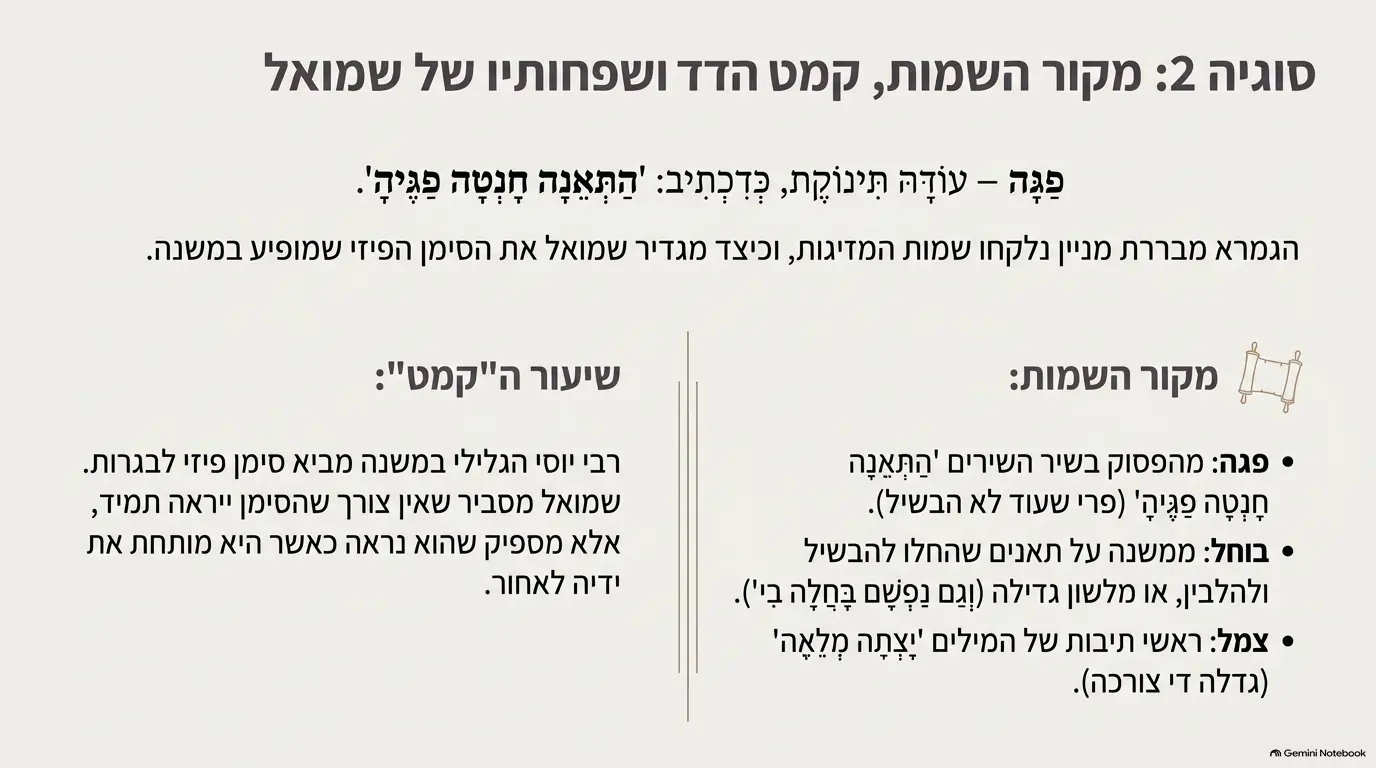 סוגיה 2: מקור השמות, קמט הדד ושפחותיו של שמואל
פַּגָּה – עוֹדָהּ תִּינוֹקֶת, כְּדִכְתִיב: 'הַתְּאֵנָה חָנְטָה פַגֶּיהָ'.
הגמרא מבררת מניין נלקחו שמות המדיגות, וכיצד מגדיר שמואל את הסימן הפיזי שמופיע במשנה.
מקור השמות:
• פגה: מהפסוק בשיר השירים 'הַתְּאֵנָה
חָנְטָה פַגֶּיהָ' (פרי שעוד לא הבשיל).
• בוחל: ממשנה על תאנים שהחלו להבשיל
ולהלבין, או מלשון גדילה (וְגַם נַפְשָׁם בָּחֲלָה בִי').
• צמל: ראשי תיבות של המילים 'יָצְתָה מְלֵאָה'
(גדלה די צורכה).
שיעור ה"קמט":
רבי יוסי הגלילי במשנה מביא סימן פיזי לבגרות.
שמואל מסביר שאין צורך שהסימן ייראה תמיד,
אלא מספיק שהוא נראה כאשר היא מותחת את
ידיה לאחור.
Gemini Notebook